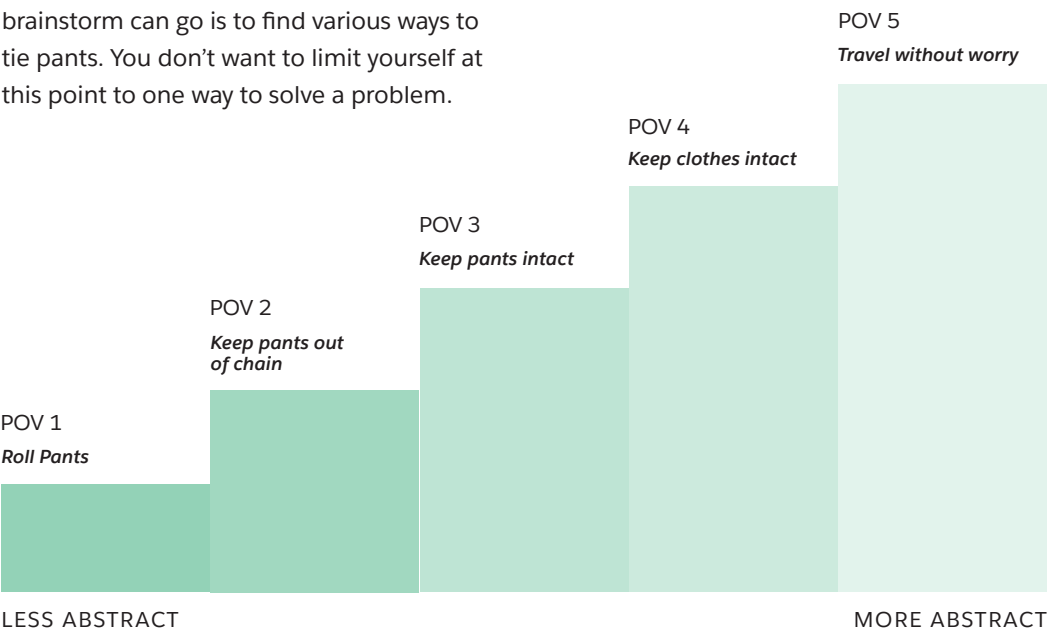 brainstorm can go is to find various ways to
tie pants. You don’t want to limit yourself at
this point to one way to solve a problem.
POV 1
Roll Pants
POV 2
Keep pants out
of chain
POV 3
Keep pants intact
POV 4
Keep clothes intact
POV 5
Travel without worry
LESS ABSTRACT
MORE ABSTRACT